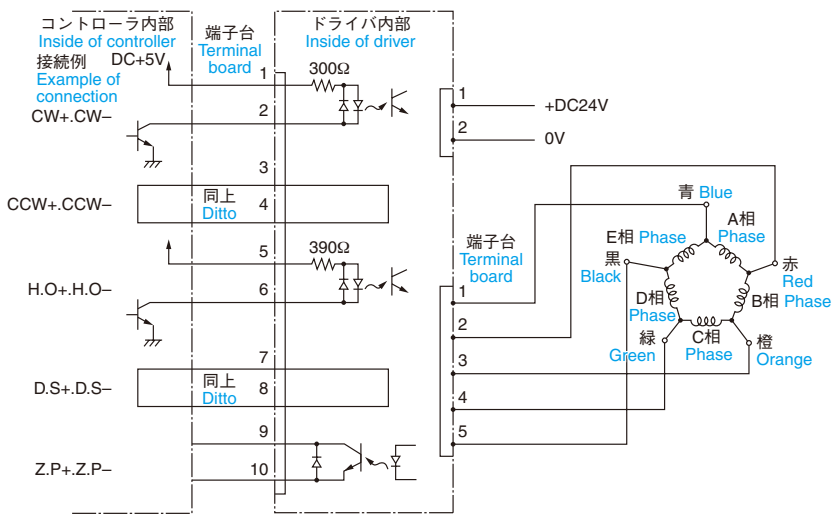 コントローラ内部
Inside of controller
接続例
Example of
connection
DC+5V
端子台
Terminal
board
ドライバ内部
Inside of driver
1
300Ω
2
CW+.CW–
3
CCW+.CCW–
同上
Ditto
4
5
390Ω
H.O+.H.O–
6
7
D.S+.D.S–
同上
Ditto
8
9
Z.P+.Z.P–
10
1
+DC24V
2
0V
端子台
Terminal
board
1
2
3
4
5
青 Blue
A相
Phase
E相 Phase
黒
Black
赤
Red
B相 Phase
D相
Phase
C相
Phase
緑
Green
橙
Orange